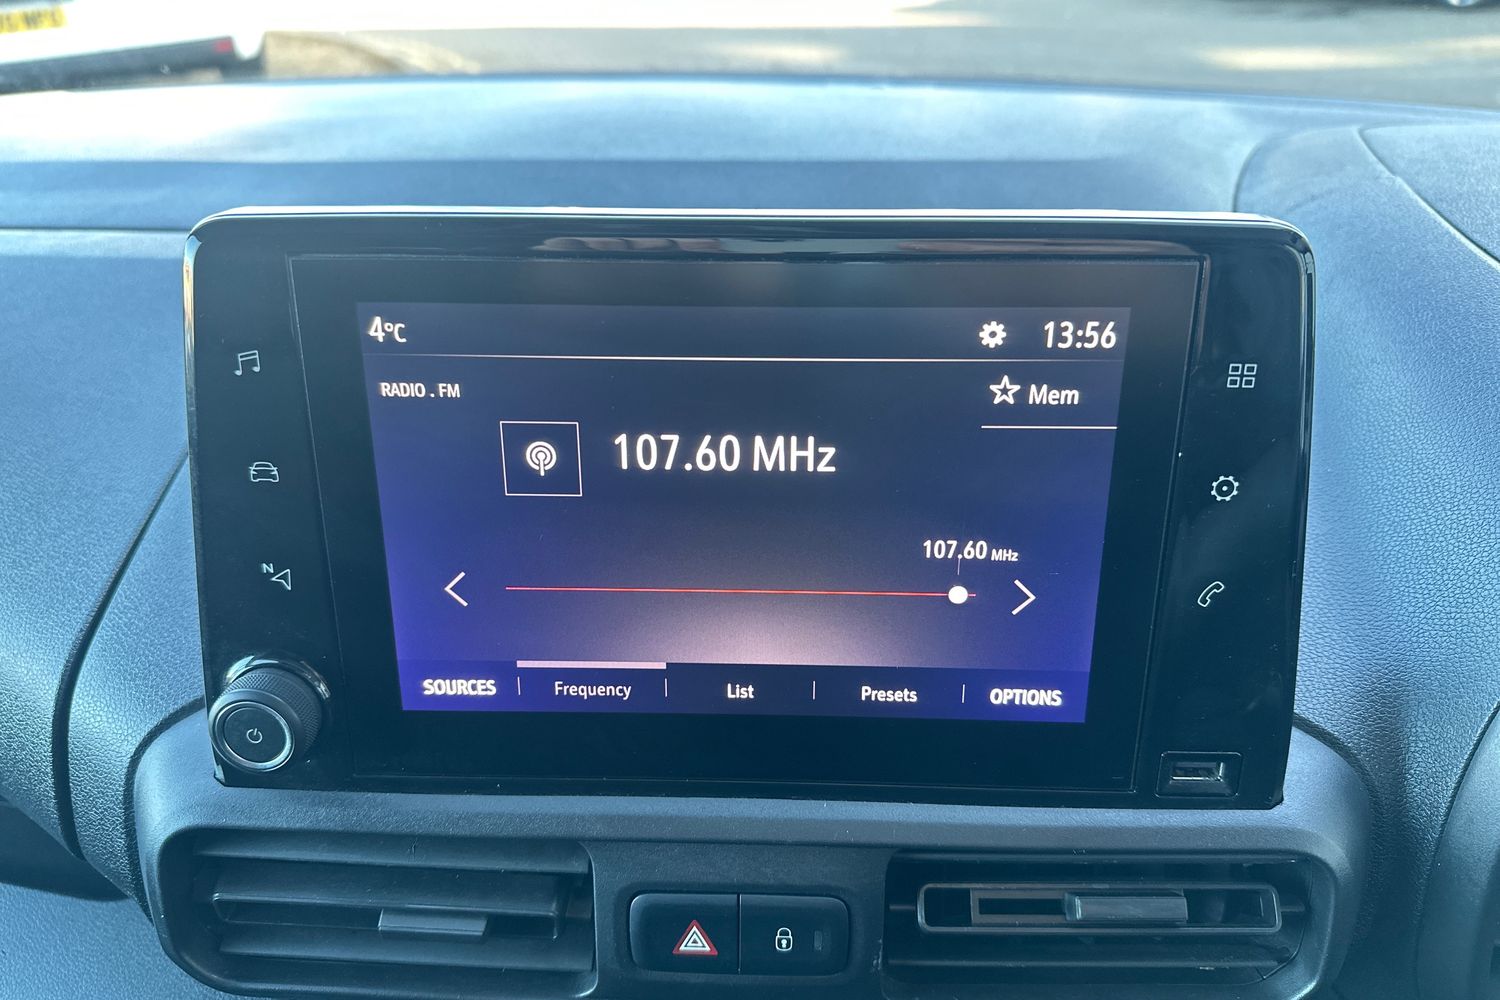 4°C
13:56
RADIO . FM
Mem
107.60 MHz
107.60 MHz
N
SOURCES
Frequency
List
Presets
OPTIONS